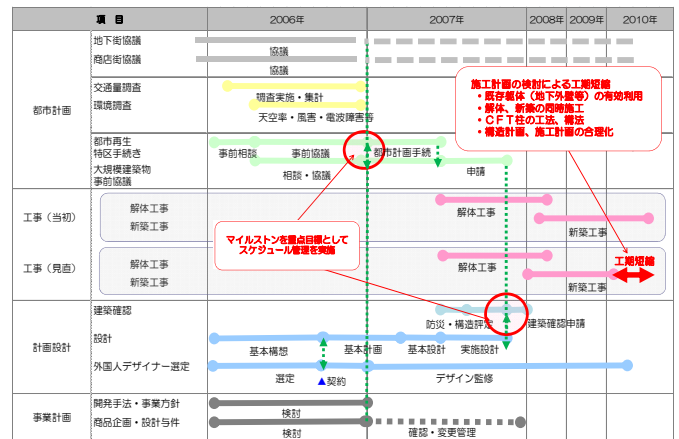 項 目 2006年 2007年 2008年 2009年 2010年
地下街協議
協議
商店街協議
協議
施工計画の検討による工期短縮
・既存躯体（地下外壁等）の有効利用
・解体、新築の同時施工
・ＣＦＴ柱の工法、構法
・構造計画、施工計画の合理化
都市計画
交通量調査
調査実施・集計
環境調査
天空率・風害・電波障害等
都市再生
特区手続き
事前相談 事前協議 都市計画手続
大規模建築物
事前協議
相談・協議 申請
工事（当初）
解体工事 解体工事
新築工事 新築工事
マイルストンを重点目標として
スケジュール管理を実施
工事（見直）
解体工事 解体工事
工期短縮
新築工事 新築工事
計画設計
建築確認
防災・構造評定 建築確認申請
設計
基本構想 基本計画 基本設計 実施設計
外国人デザイナー選定
選定 ▲契約 デザイン監修
事業計画
開発手法・事業方針
検討
商品企画・設計与件
検討 確認・変更管理